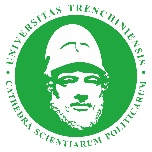 • UNIVERSITAS TRENCHINIENSIS •
CATHEDRA SCIENTIARUM POLITICARUM